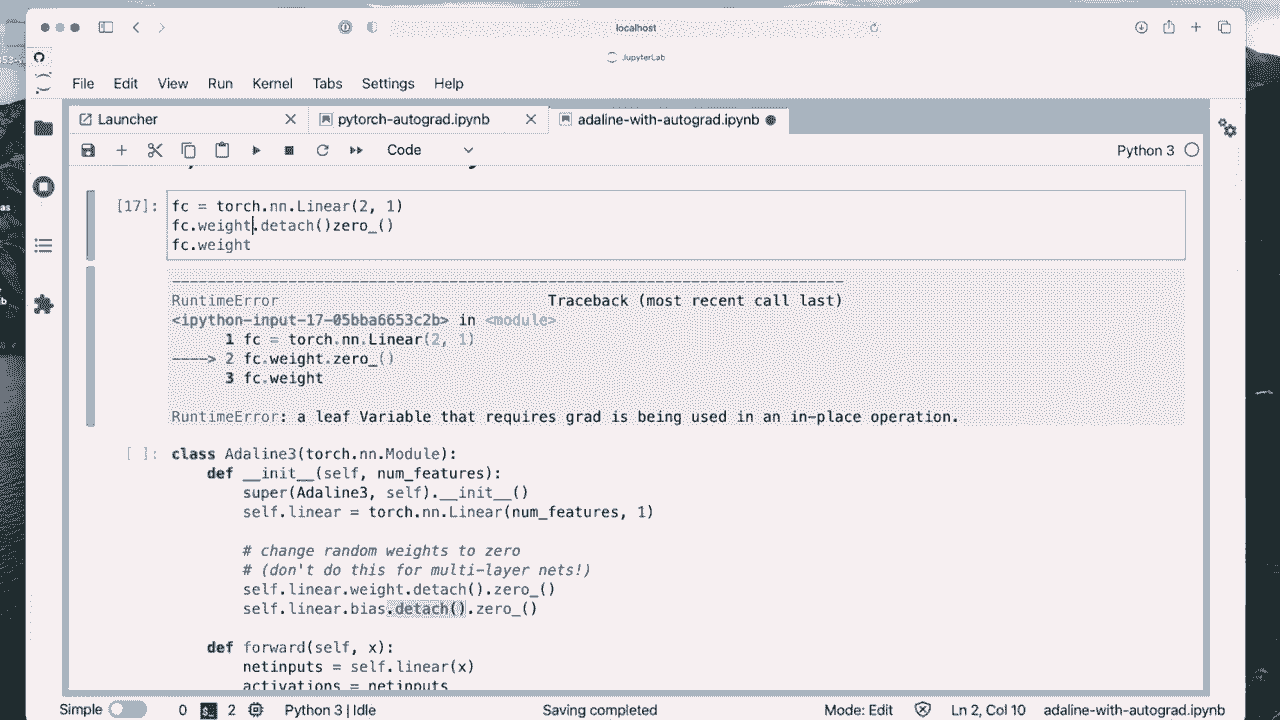 localhost
JupyterLab
File Edit View Run Kernel Tabs Settings Help
Launcher pytorch-autograd.ipynb adaline-with-autograd.ipynb
Code Python 3
[17]: fc = torch.nn.Linear(2, 1)
fc.weight.detach()zero_()
fc.weight
RuntimeError Traceback (most recent call last)
<ipython-input-17-05bba6653c2b> in <module>
1 fc = torch.nn.Linear(2, 1)
----> 2 fc.weight.zero_()
3 fc.weight
RuntimeError: a leaf Variable that requires grad is being used in an in-place operation.
[ ]: class Adaline3(torch.nn.Module):
def __init__(self, num_features):
super(Adaline3, self).__init__()
self.linear = torch.nn.Linear(num_features, 1)
# change random weights to zero
# (don't do this for multi-layer nets!)
self.linear.weight.detach().zero_()
self.linear.bias.detach().zero_()
def forward(self, x):
netinputs = self.linear(x)
activations = netinputs
Simple 0 2 Python 3 | Idle Saving completed Mode: Edit Ln 2, Col 10 adaline-with-autograd.ipynb